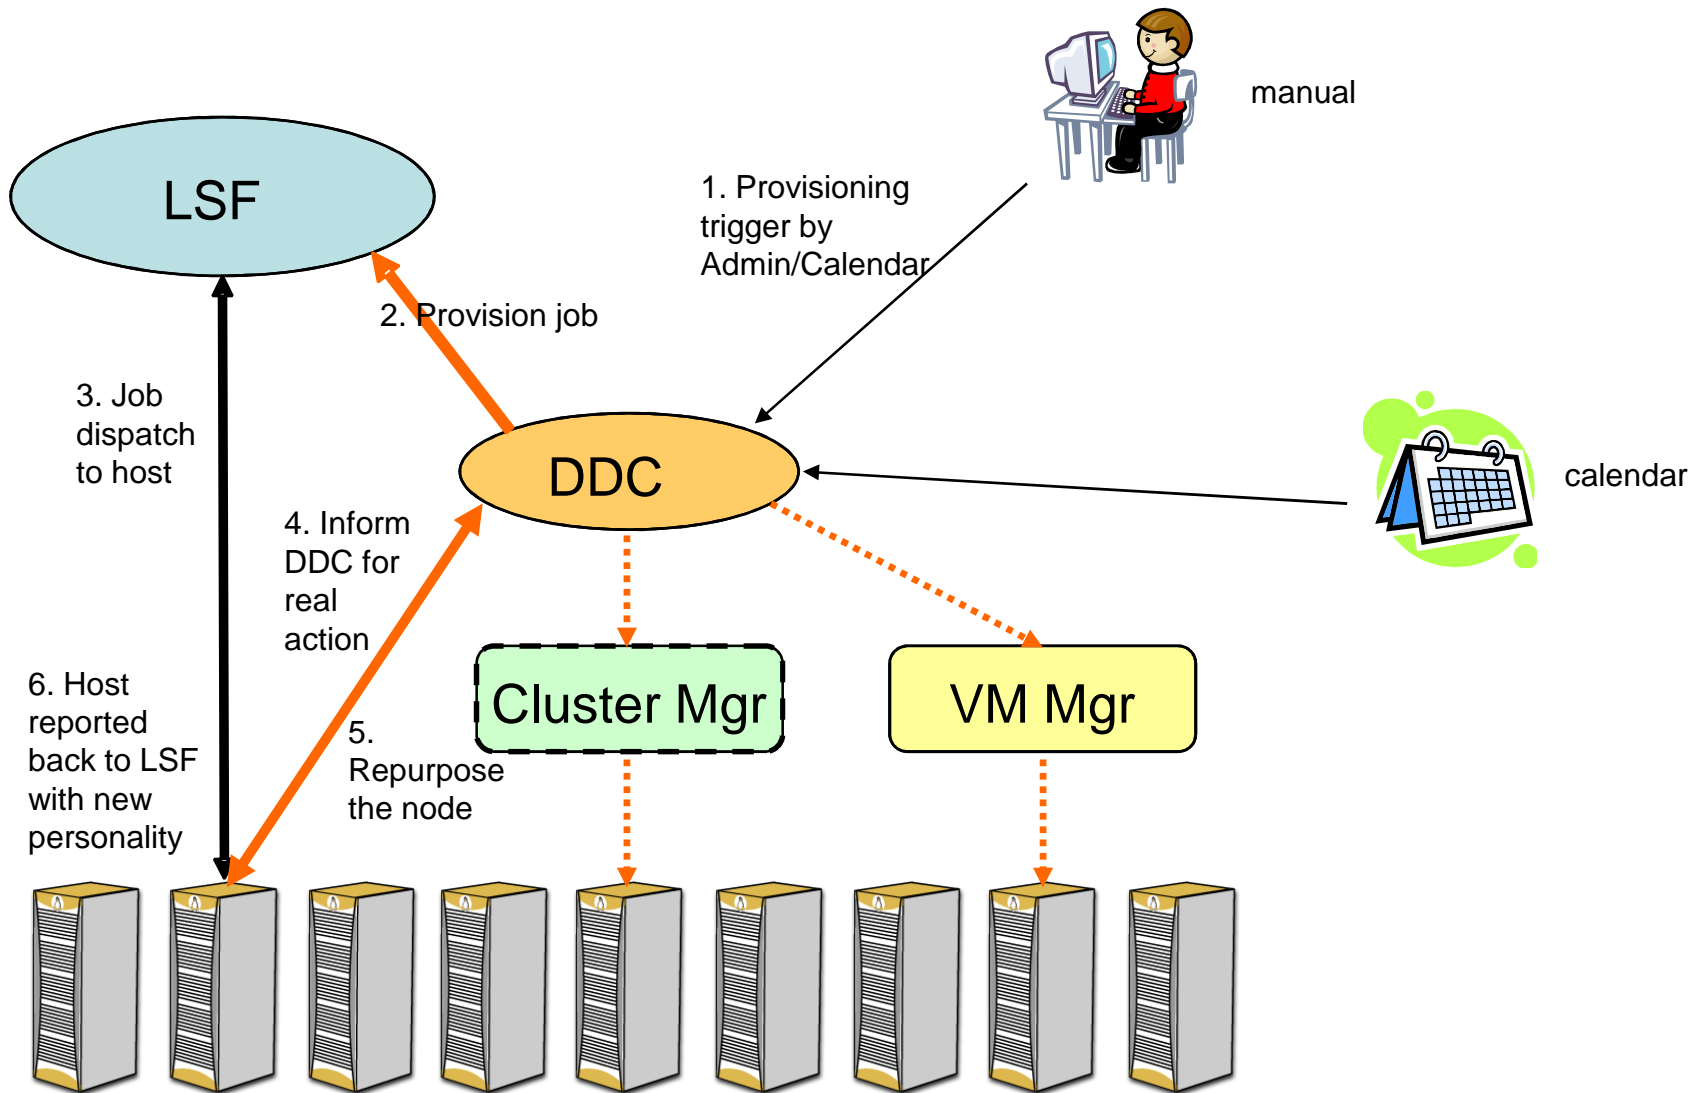 manual
LSF
1. Provisioning
trigger by
Admin/Calendar
2. Provision job
3. Job
dispatch
to host
DDC
calendar
4. Inform
DDC for
real
action
Cluster Mgr
VM Mgr
6. Host
reported
back to LSF
with new
personality
5.
Repurpose
the node